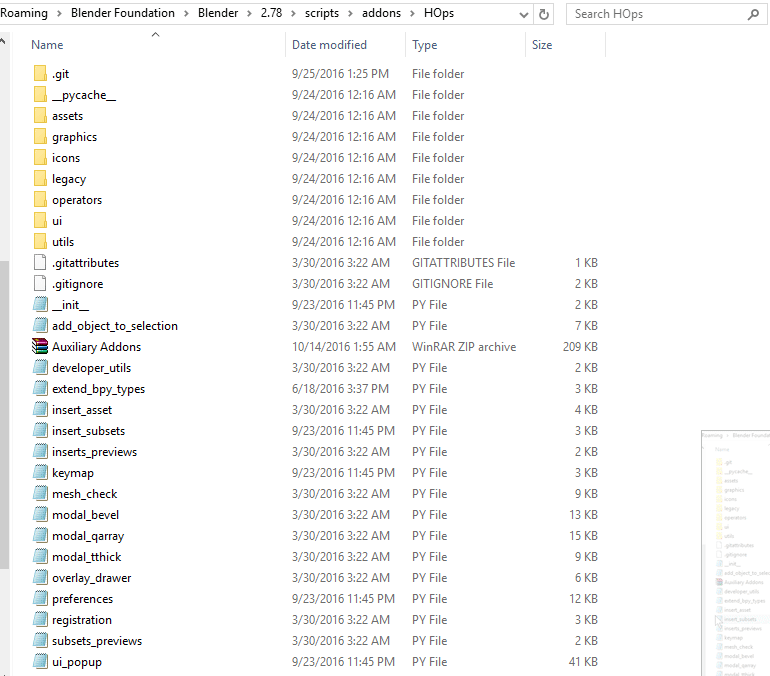 Roaming > Blender Foundation > Blender > 2.78 > scripts > addons > HOps Search HOps
Name Date modified Type Size
.git 9/25/2016 1:25 PM File folder
__pycache__ 9/24/2016 12:16 AM File folder
assets 9/24/2016 12:16 AM File folder
graphics 9/24/2016 12:16 AM File folder
icons 9/24/2016 12:16 AM File folder
legacy 9/24/2016 12:16 AM File folder
operators 9/24/2016 12:16 AM File folder
ui 9/24/2016 12:16 AM File folder
utils 9/24/2016 12:16 AM File folder
.gitattributes 3/30/2016 3:22 AM GITATTRIBUTES File 1 KB
.gitignore 3/30/2016 3:22 AM GITIGNORE File 2 KB
__init__ 9/23/2016 11:45 PM PY File 2 KB
add_object_to_selection 3/30/2016 3:22 AM PY File 7 KB
Auxiliary Addons 10/14/2016 1:55 AM WinRAR ZIP archive 209 KB
developer_utils 3/30/2016 3:22 AM PY File 2 KB
extend_bpy_types 6/18/2016 3:37 PM PY File 3 KB
insert_asset 3/30/2016 3:22 AM PY File 4 KB
insert_subsets 9/23/2016 11:45 PM PY File 3 KB
inserts_previews 3/30/2016 3:22 AM PY File 2 KB
keymap 9/23/2016 11:45 PM PY File 3 KB
mesh_check 3/30/2016 3:22 AM PY File 9 KB
modal_bevel 3/30/2016 3:22 AM PY File 13 KB
modal_qarray 3/30/2016 3:22 AM PY File 15 KB
modal_tthick 3/30/2016 3:22 AM PY File 9 KB
overlay_drawer 3/30/2016 3:22 AM PY File 6 KB
preferences 9/23/2016 11:45 PM PY File 12 KB
registration 3/30/2016 3:22 AM PY File 3 KB
subsets_previews 3/30/2016 3:22 AM PY File 2 KB
ui_popup 9/23/2016 11:45 PM PY File 41 KB